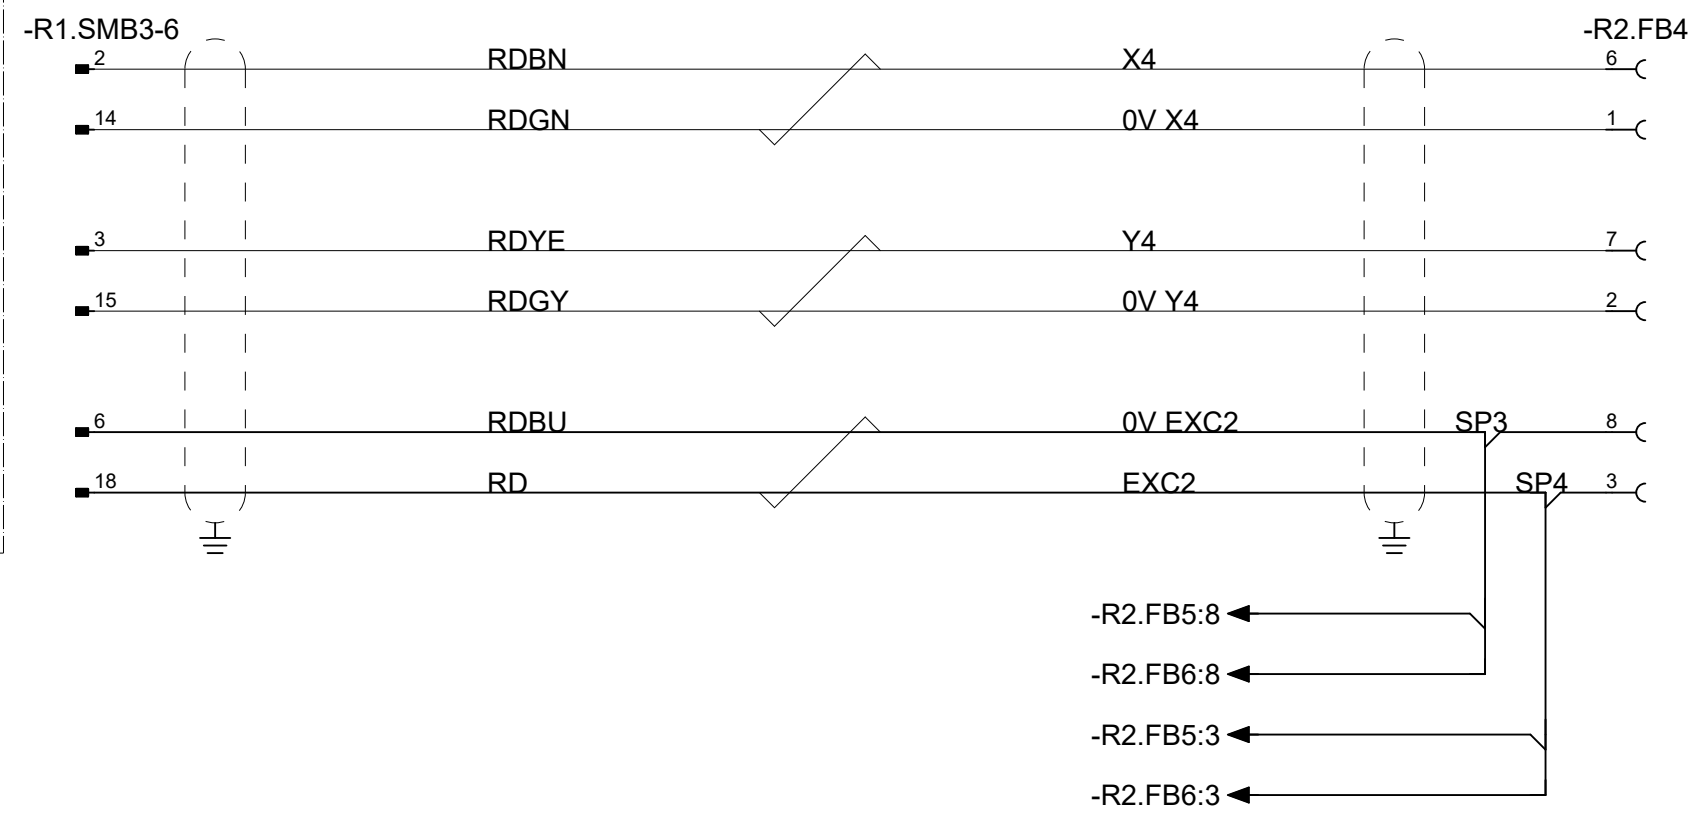 -R1.SMB3-6 -R2.FB4
2 RDBN X4 6
14 RDGN 0V X4 1
3 RDYE Y4 7
15 RDGY 0V Y4 2
6 RDBU 0V EXC2 SP3 8
18 RD EXC2 SP4 3
-R2.FB5:8
-R2.FB6:8
-R2.FB5:3
-R2.FB6:3